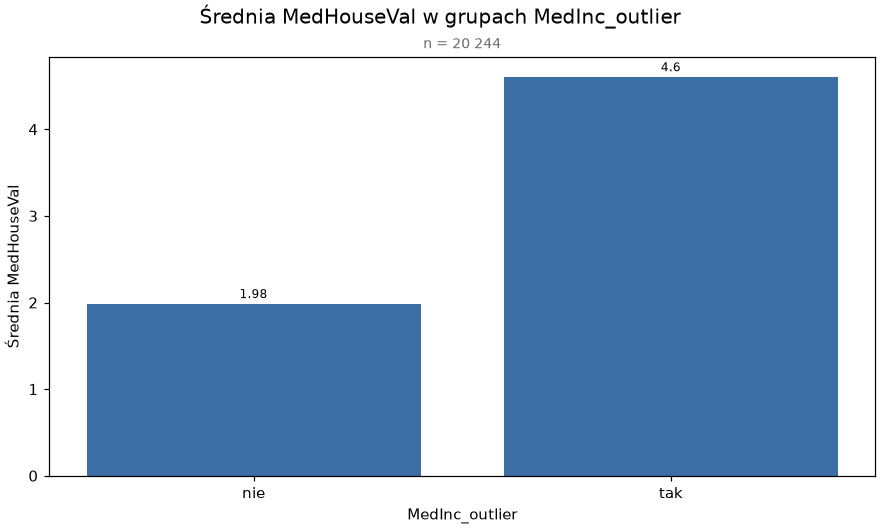 Średnia MedHouseVal w grupach MedInc_outlier
n = 20 244
4.6
1.98
4
3
2
1
0
Średnia MedHouseVal
nie
tak
MedInc_outlier